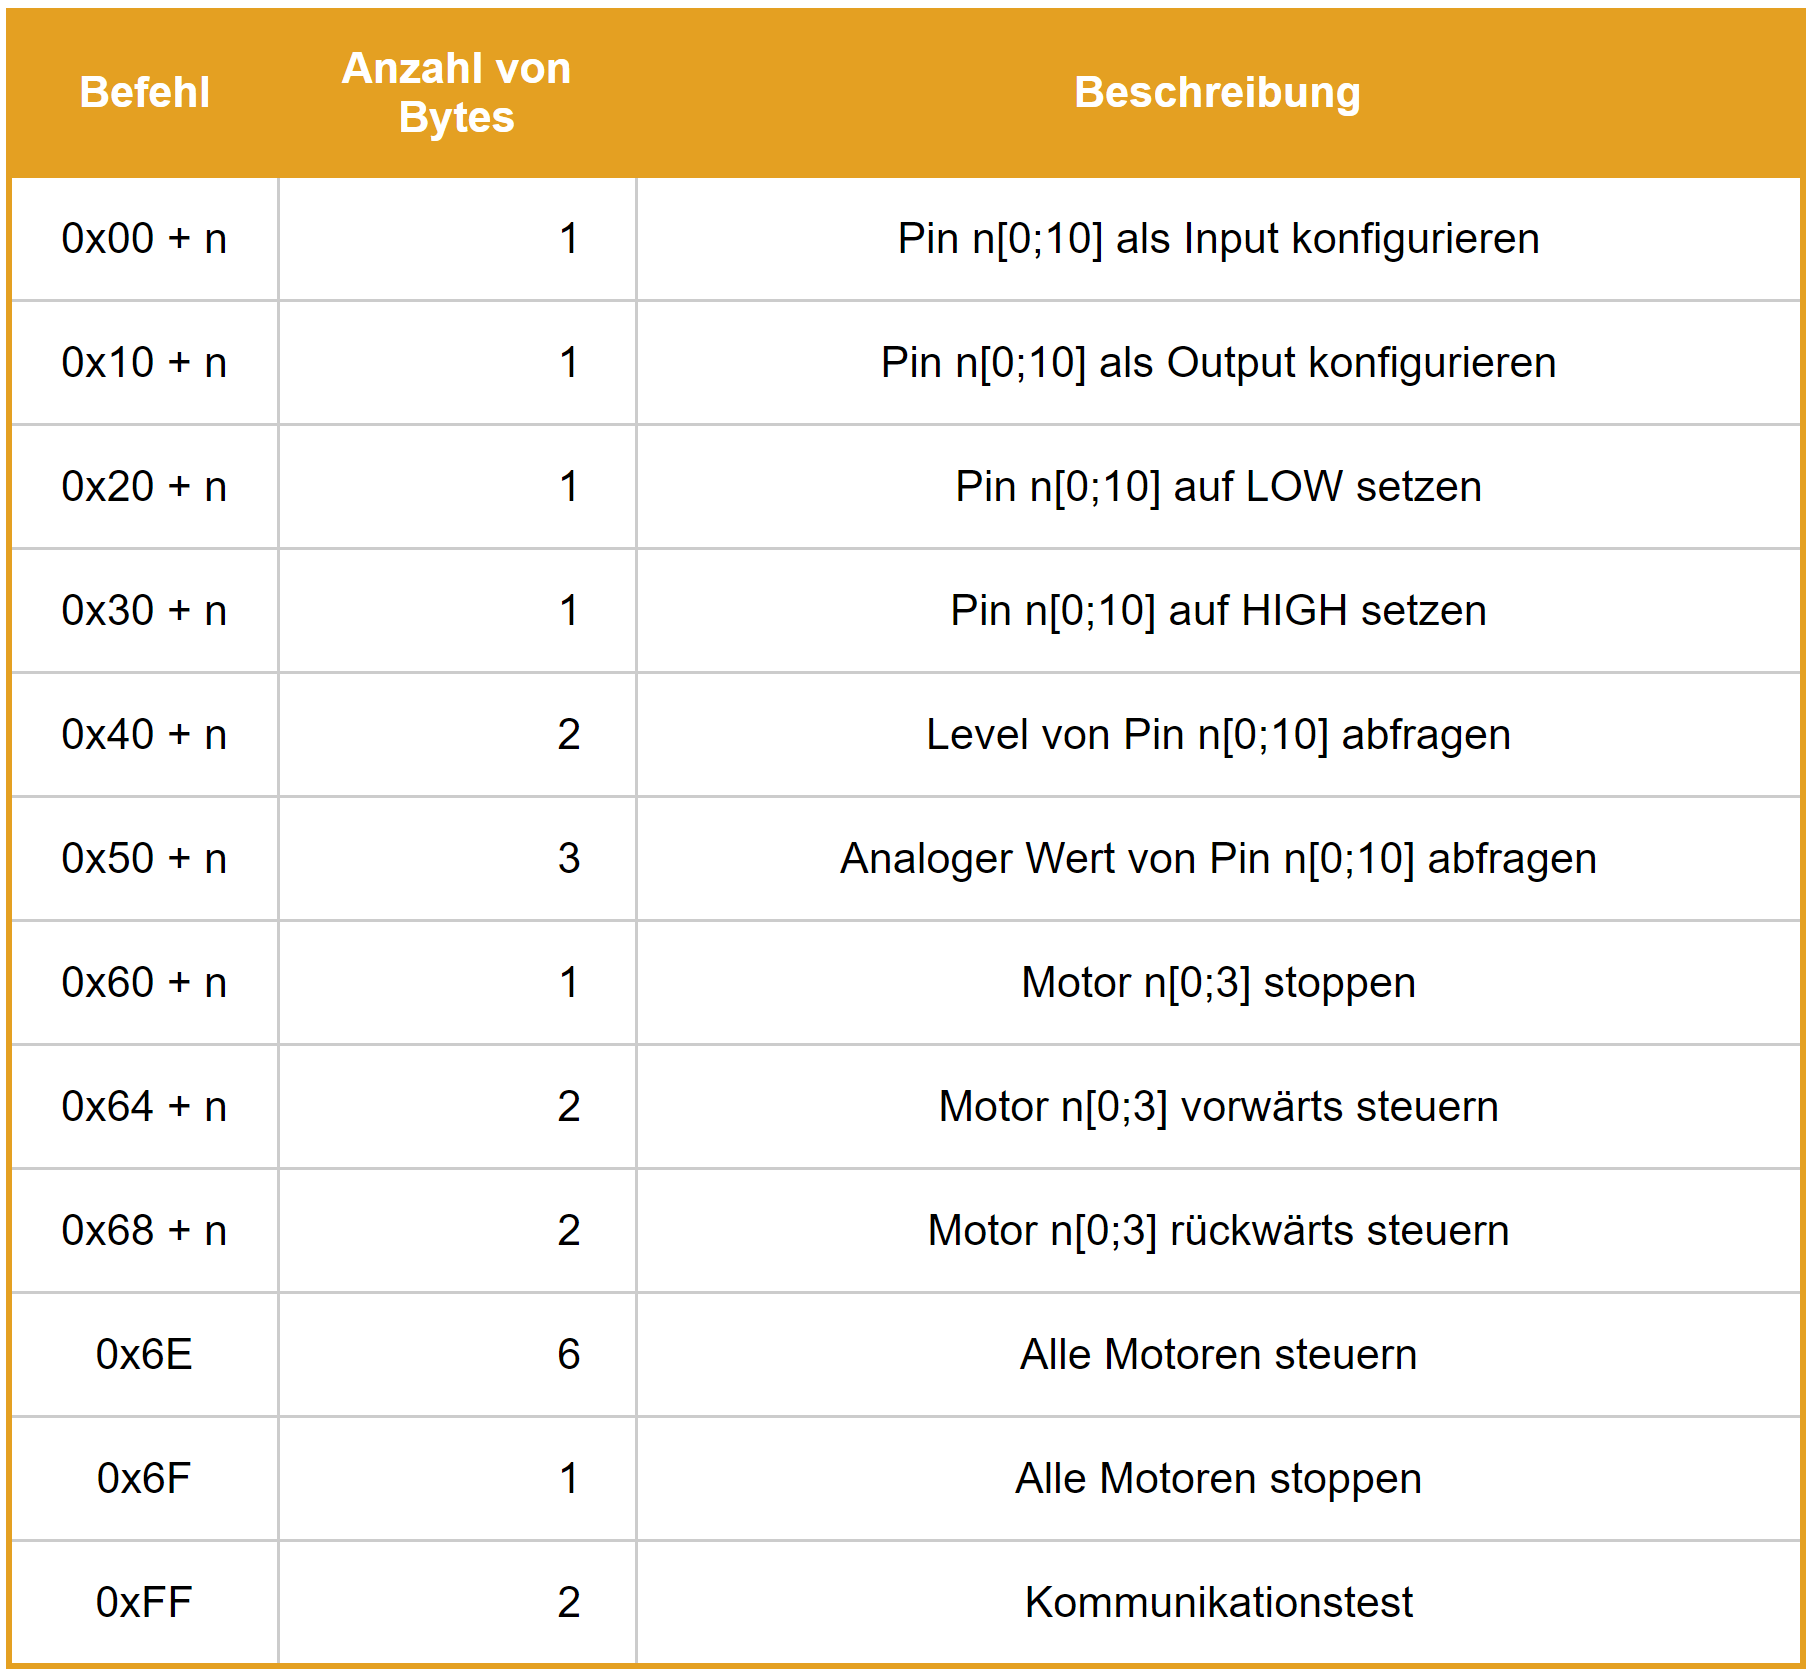 Befehl Anzahl von Bytes Beschreibung
0x00 + n 1 Pin n[0;10] als Input konfigurieren
0x10 + n 1 Pin n[0;10] als Output konfigurieren
0x20 + n 1 Pin n[0;10] auf LOW setzen
0x30 + n 1 Pin n[0;10] auf HIGH setzen
0x40 + n 2 Level von Pin n[0;10] abfragen
0x50 + n 3 Analoger Wert von Pin n[0;10] abfragen
0x60 + n 1 Motor n[0;3] stoppen
0x64 + n 2 Motor n[0;3] vorwärts steuern
0x68 + n 2 Motor n[0;3] rückwärts steuern
0x6E 6 Alle Motoren steuern
0x6F 1 Alle Motoren stoppen
0xFF 2 Kommunikationstest